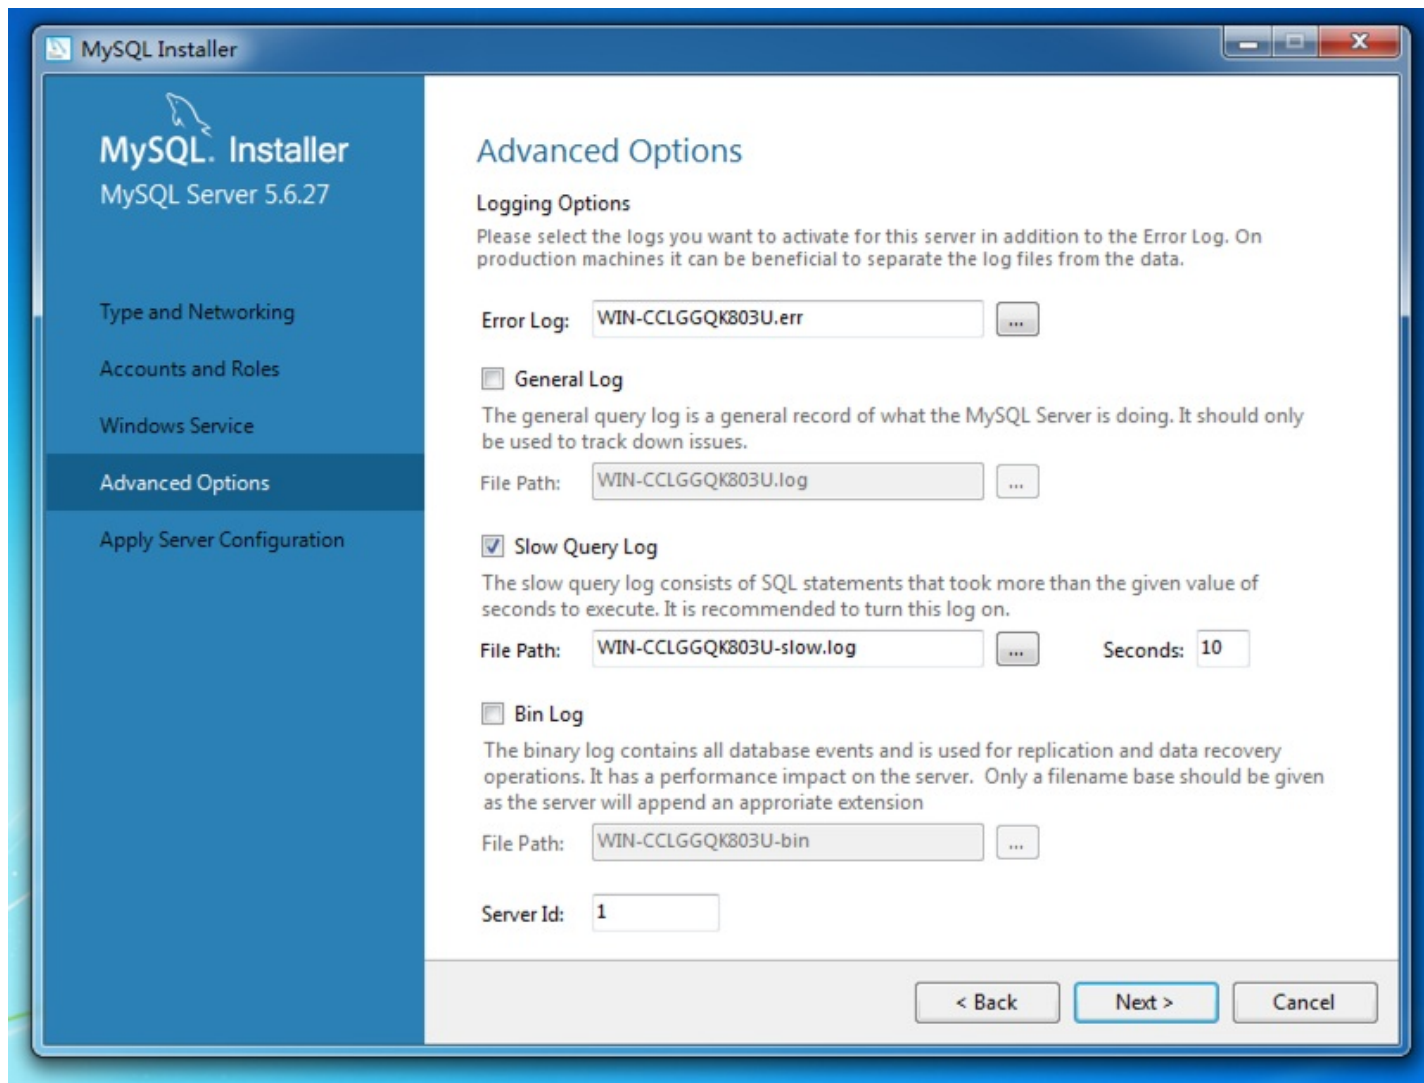 MySQL Installer
MySQL. Installer
MySQL Server 5.6.27
Type and Networking
Accounts and Roles
Windows Service
Advanced Options
Apply Server Configuration
Advanced Options
Logging Options
Please select the logs you want to activate for this server in addition to the Error Log. On
production machines it can be beneficial to separate the log files from the data.
Error Log: WIN-CCLGGQK803U.err ...
General Log
The general query log is a general record of what the MySQL Server is doing. It should only
be used to track down issues.
File Path: WIN-CCLGGQK803U.log ...
Slow Query Log
The slow query log consists of SQL statements that took more than the given value of
seconds to execute. It is recommended to turn this log on.
File Path: WIN-CCLGGQK803U-slow.log ... Seconds: 10
Bin Log
The binary log contains all database events and is used for replication and data recovery
operations. It has a performance impact on the server.  Only a filename base should be given
as the server will append an approriate extension
File Path: WIN-CCLGGQK803U-bin ...
Server Id: 1
< Back Next > Cancel